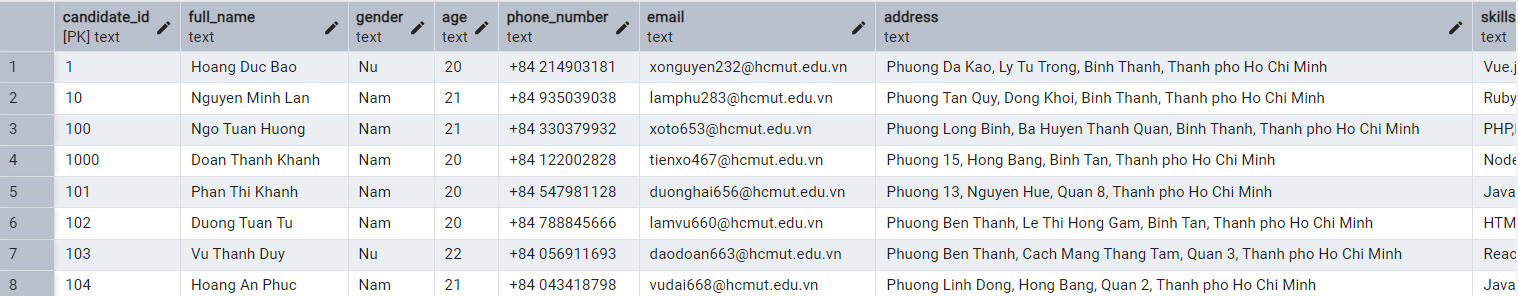 candidate_id full_name gender age phone_number email address skills
[PK] text text text text text text text text
1 1 Hoang Duc Bao Nu 20 +84 214903181 xonguyen232@hcmut.edu.vn Phuong Da Kao, Ly Tu Trong, Binh Thanh, Thanh pho Ho Chi Minh Vue.j
2 10 Nguyen Minh Lan Nam 21 +84 935039038 lamphu283@hcmut.edu.vn Phuong Tan Quy, Dong Khoi, Binh Thanh, Thanh pho Ho Chi Minh Ruby
3 100 Ngo Tuan Huong Nam 21 +84 330379932 xoto653@hcmut.edu.vn Phuong Long Binh, Ba Huyen Thanh Quan, Binh Thanh, Thanh pho Ho Chi Minh PHP,
4 1000 Doan Thanh Khanh Nam 20 +84 122002828 tienxo467@hcmut.edu.vn Phuong 15, Hong Bang, Binh Tan, Thanh pho Ho Chi Minh Node
5 101 Phan Thi Khanh Nam 20 +84 547981128 duonghai656@hcmut.edu.vn Phuong 13, Nguyen Hue, Quan 8, Thanh pho Ho Chi Minh Java
6 102 Duong Tuan Tu Nam 20 +84 788845666 lamvu660@hcmut.edu.vn Phuong Ben Thanh, Le Thi Hong Gam, Binh Tan, Thanh pho Ho Chi Minh HTM
7 103 Vu Thanh Duy Nu 22 +84 056911693 daodoan663@hcmut.edu.vn Phuong Ben Thanh, Cach Mang Thang Tam, Quan 3, Thanh pho Ho Chi Minh Reac
8 104 Hoang An Phuc Nam 21 +84 043418798 vudai668@hcmut.edu.vn Phuong Linh Dong, Hong Bang, Quan 2, Thanh pho Ho Chi Minh Java